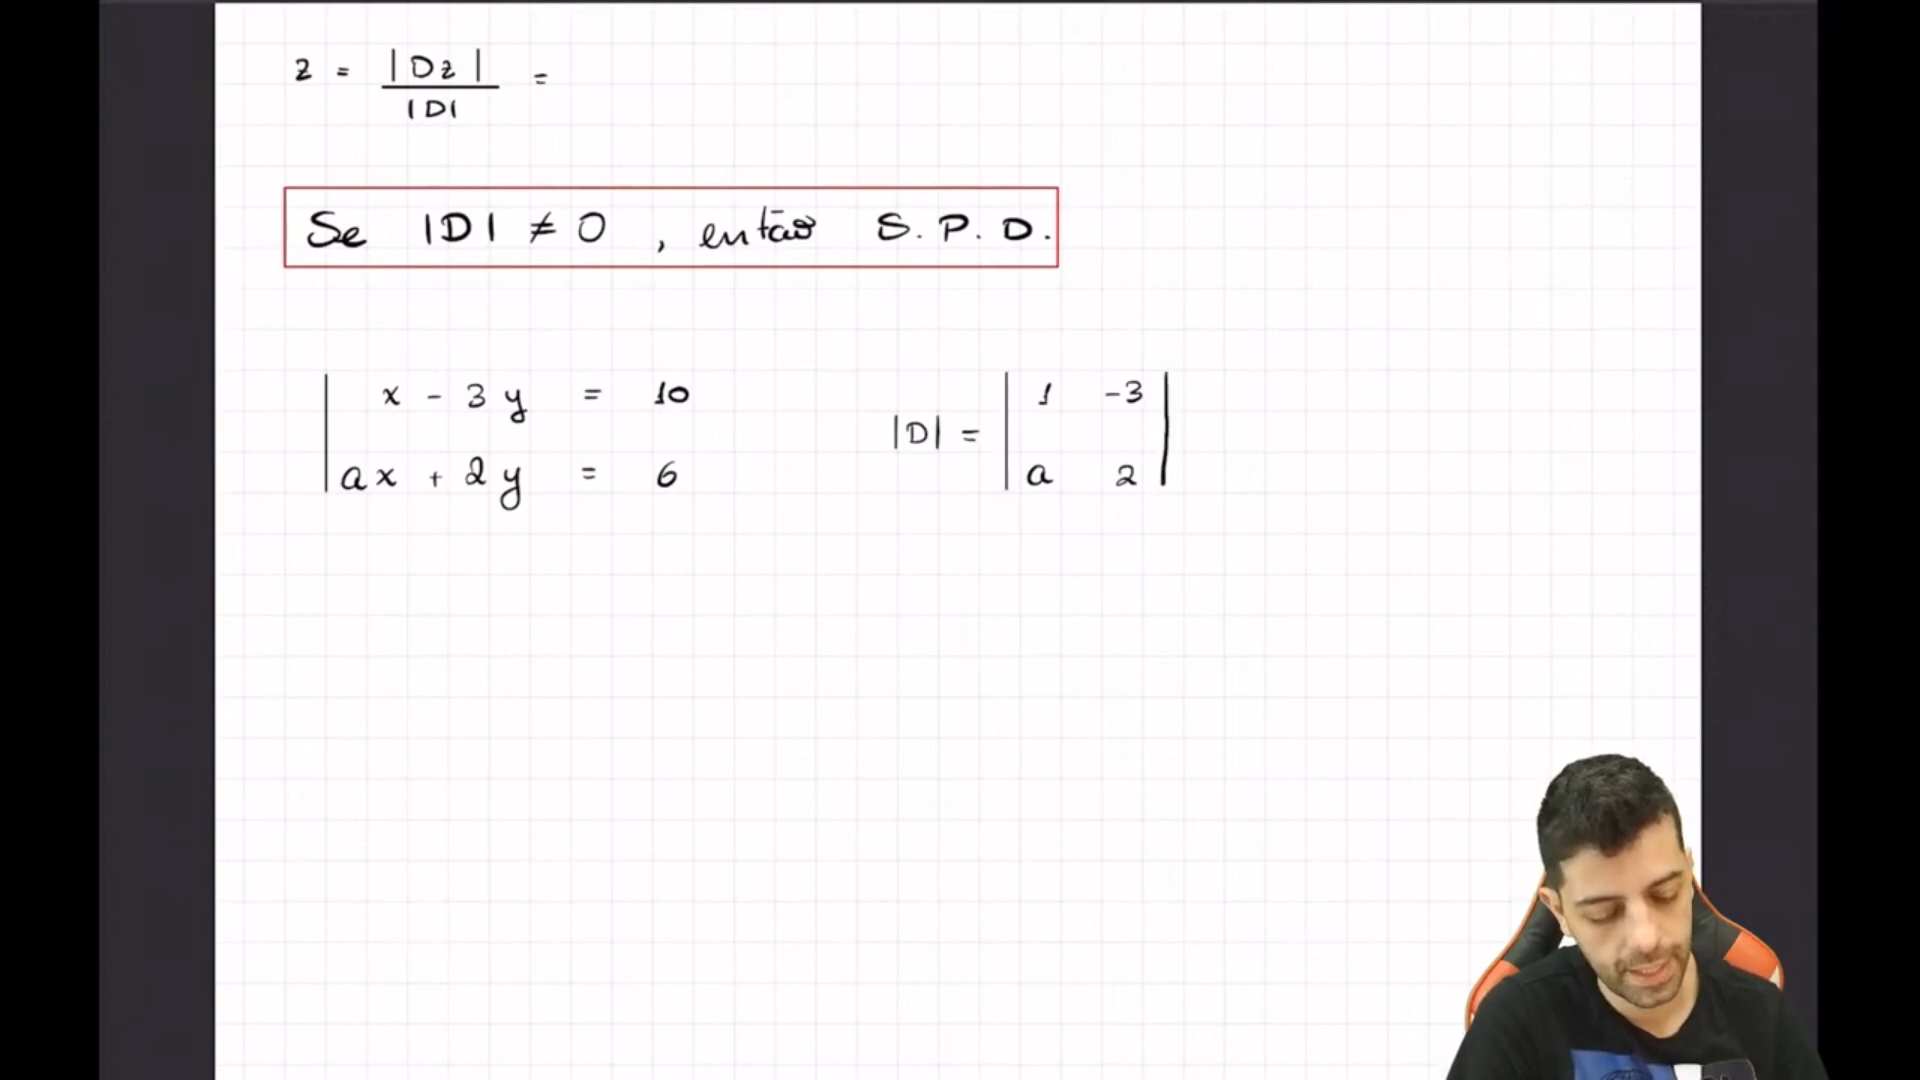 z = |Dz| / |D| =
Se |D| ≠ 0 , então S. P. D.
x - 3y = 10
ax + 2y = 6
|D| = | 1 -3 |
| a 2 |